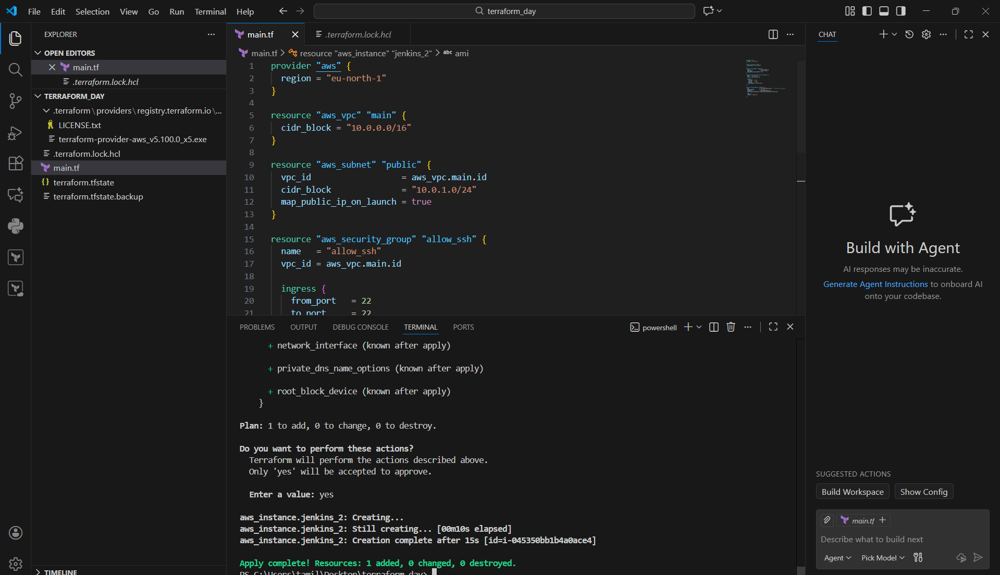 File Edit Selection View Go Run Terminal Help
terraform_day
EXPLORER
OPEN EDITORS
main.tf
.terraform.lock.hcl
TERRAFORM_DAY
.terraform\providers\registry.terraform.io\...
LICENSE.txt
terraform-provider-aws_v5.100.0_x5.exe
.terraform.lock.hcl
main.tf
terraform.tfstate
terraform.tfstate.backup
TIMELINE
main.tf
.terraform.lock.hcl
main.tf > resource "aws_instance" "jenkins_2" > abc ami
1 provider "aws" {
2 region = "eu-north-1"
3 }
4
5 resource "aws_vpc" "main" {
6 cidr_block = "10.0.0.0/16"
7 }
8
9 resource "aws_subnet" "public" {
10 vpc_id = aws_vpc.main.id
11 cidr_block = "10.0.1.0/24"
12 map_public_ip_on_launch = true
13 }
14
15 resource "aws_security_group" "allow_ssh" {
16 name = "allow_ssh"
17 vpc_id = aws_vpc.main.id
18
19 ingress {
20 from_port = 22
21 to_port = 22
PROBLEMS OUTPUT DEBUG CONSOLE TERMINAL PORTS
powershell
+ network_interface (known after apply)
+ private_dns_name_options (known after apply)
+ root_block_device (known after apply)
}
Plan: 1 to add, 0 to change, 0 to destroy.
Do you want to perform these actions?
Terraform will perform the actions described above.
Only 'yes' will be accepted to approve.
Enter a value: yes
aws_instance.jenkins_2: Creating...
aws_instance.jenkins_2: Still creating... [00m10s elapsed]
aws_instance.jenkins_2: Creation complete after 15s [id=i-045350bb1b4a0ace4]
Apply complete! Resources: 1 added, 0 changed, 0 destroyed.
PS C:\Users\tamil\Desktop\terraform_day>
CHAT
Build with Agent
AI responses may be inaccurate.
Generate Agent Instructions to onboard AI
onto your codebase.
SUGGESTED ACTIONS
Build Workspace
Show Config
main.tf
Describe what to build next
Agent
Pick Model